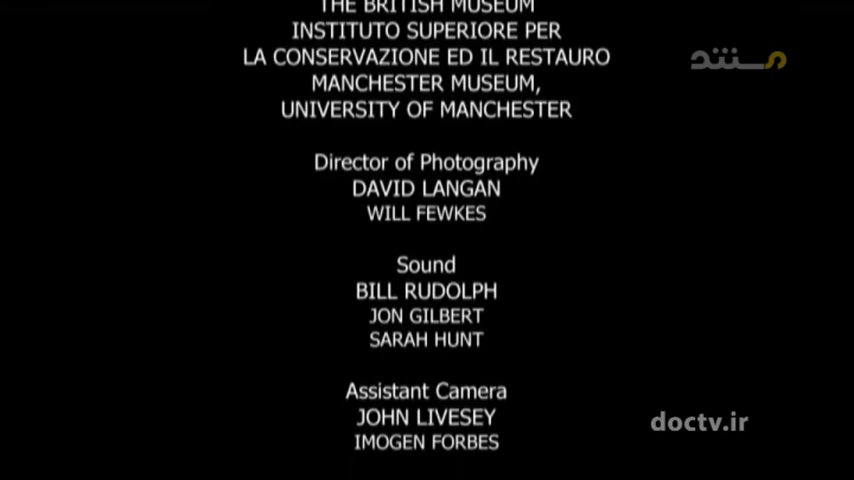 THE BRITISH MUSEUM
INSTITUTO SUPERIORE PER
LA CONSERVAZIONE ED IL RESTAURO
MANCHESTER MUSEUM,
UNIVERSITY OF MANCHESTER
مستند
Director of Photography
DAVID LANGAN
WILL FEWKES
Sound
BILL RUDOLPH
JON GILBERT
SARAH HUNT
Assistant Camera
JOHN LIVESEY
IMOGEN FORBES
doctv.ir